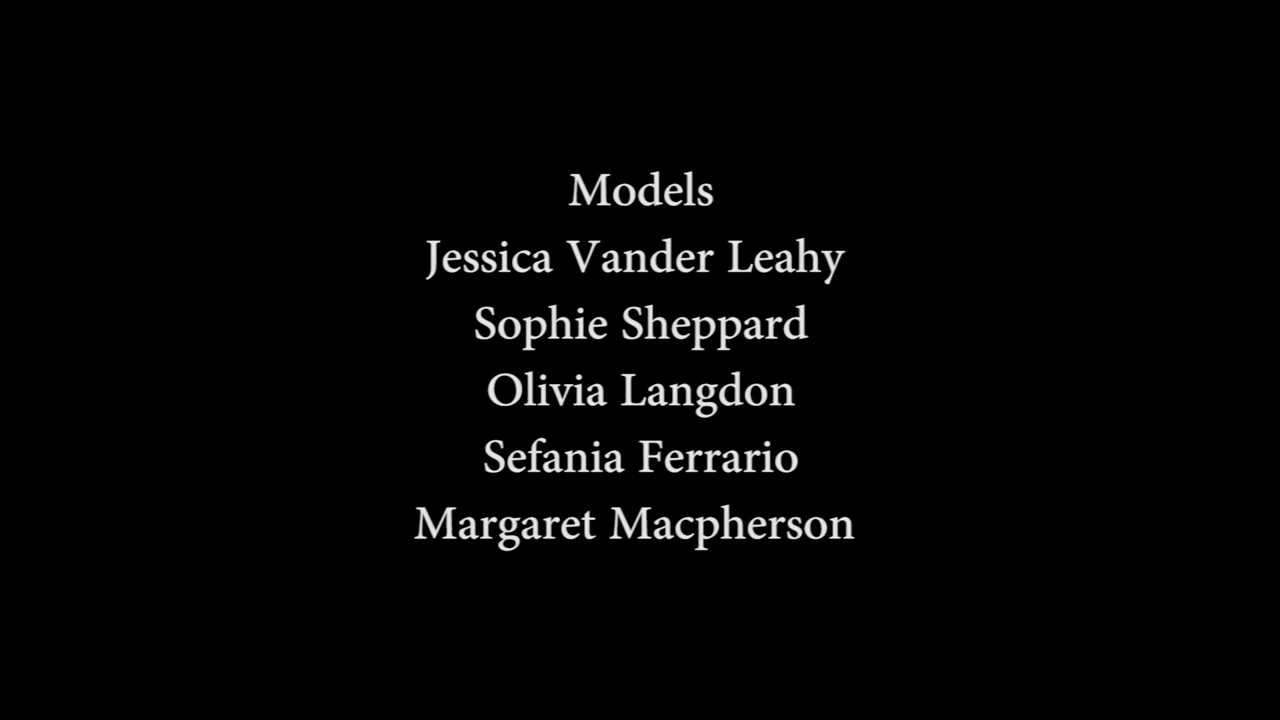 Models
Jessica Vander Leahy
Sophie Sheppard
Olivia Langdon
Sefania Ferrario
Margaret Macpherson